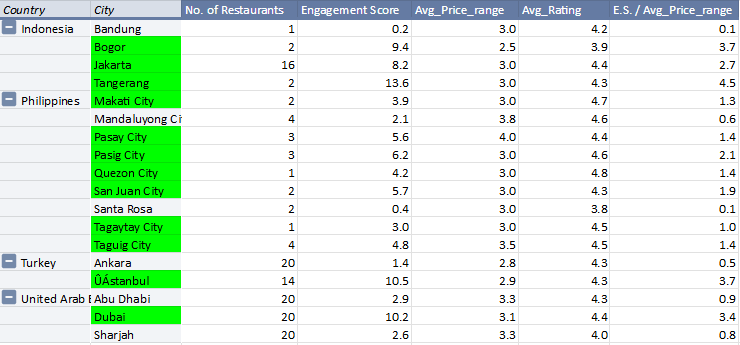 Country City No. of Restaurants Engagement Score Avg_Price_range Avg_Rating E.S. / Avg_Price_range
Indonesia Bandung 1 0.2 3.0 4.2 0.1
Bogor 2 9.4 2.5 3.9 3.7
Jakarta 16 8.2 3.0 4.4 2.7
Tangerang 2 13.6 3.0 4.3 4.5
Philippines Makati City 2 3.9 3.0 4.7 1.3
Mandaluyong Ci 4 2.1 3.8 4.6 0.6
Pasay City 3 5.6 4.0 4.4 1.4
Pasig City 3 6.2 3.0 4.6 2.1
Quezon City 1 4.2 3.0 4.8 1.4
San Juan City 2 5.7 3.0 4.3 1.9
Santa Rosa 2 0.4 3.0 3.8 0.1
Tagaytay City 1 3.0 3.0 4.5 1.0
Taguig City 4 4.8 3.5 4.5 1.4
Turkey Ankara 20 1.4 2.8 4.3 0.5
ÛÁstanbul 14 10.5 2.9 4.3 3.7
United Arab Abu Dhabi 20 2.9 3.3 4.3 0.9
Dubai 20 10.2 3.1 4.4 3.4
Sharjah 20 2.6 3.3 4.0 0.8